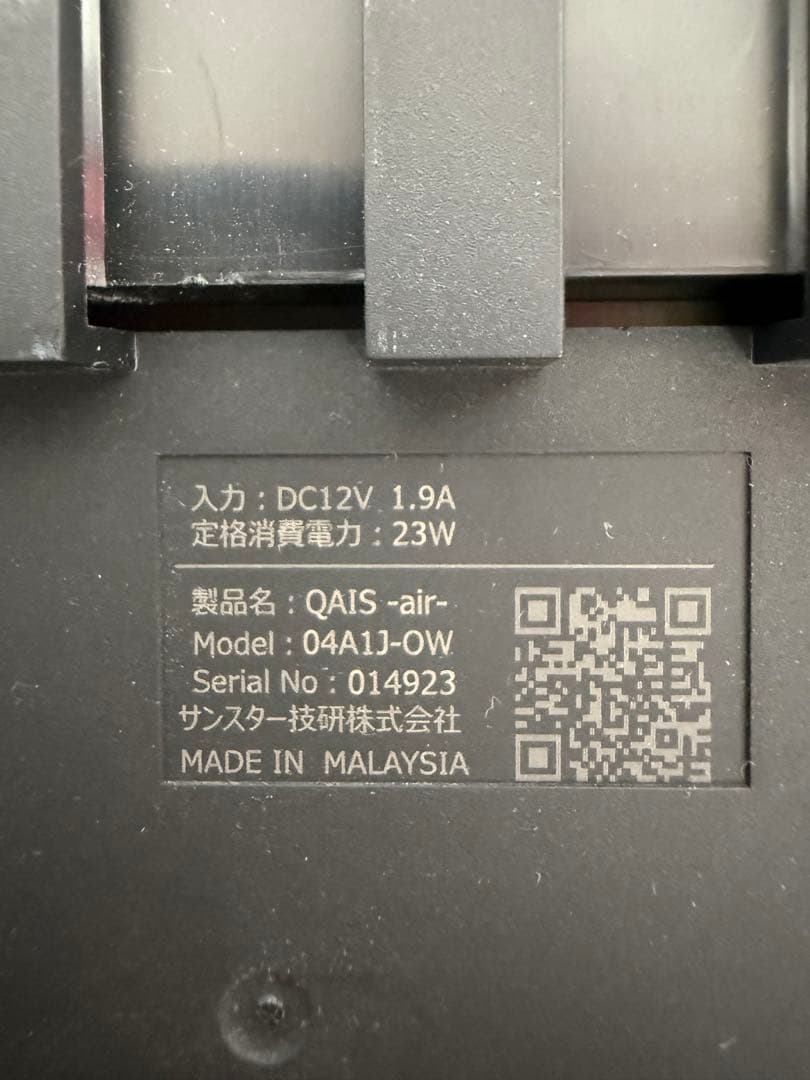 入力：DC12V 1.9A
定格消費電力：23W
製品名：QAIS -air-
Model：04A1J-OW
Serial No：014923
サンスター技研株式会社
MADE IN MALAYSIA